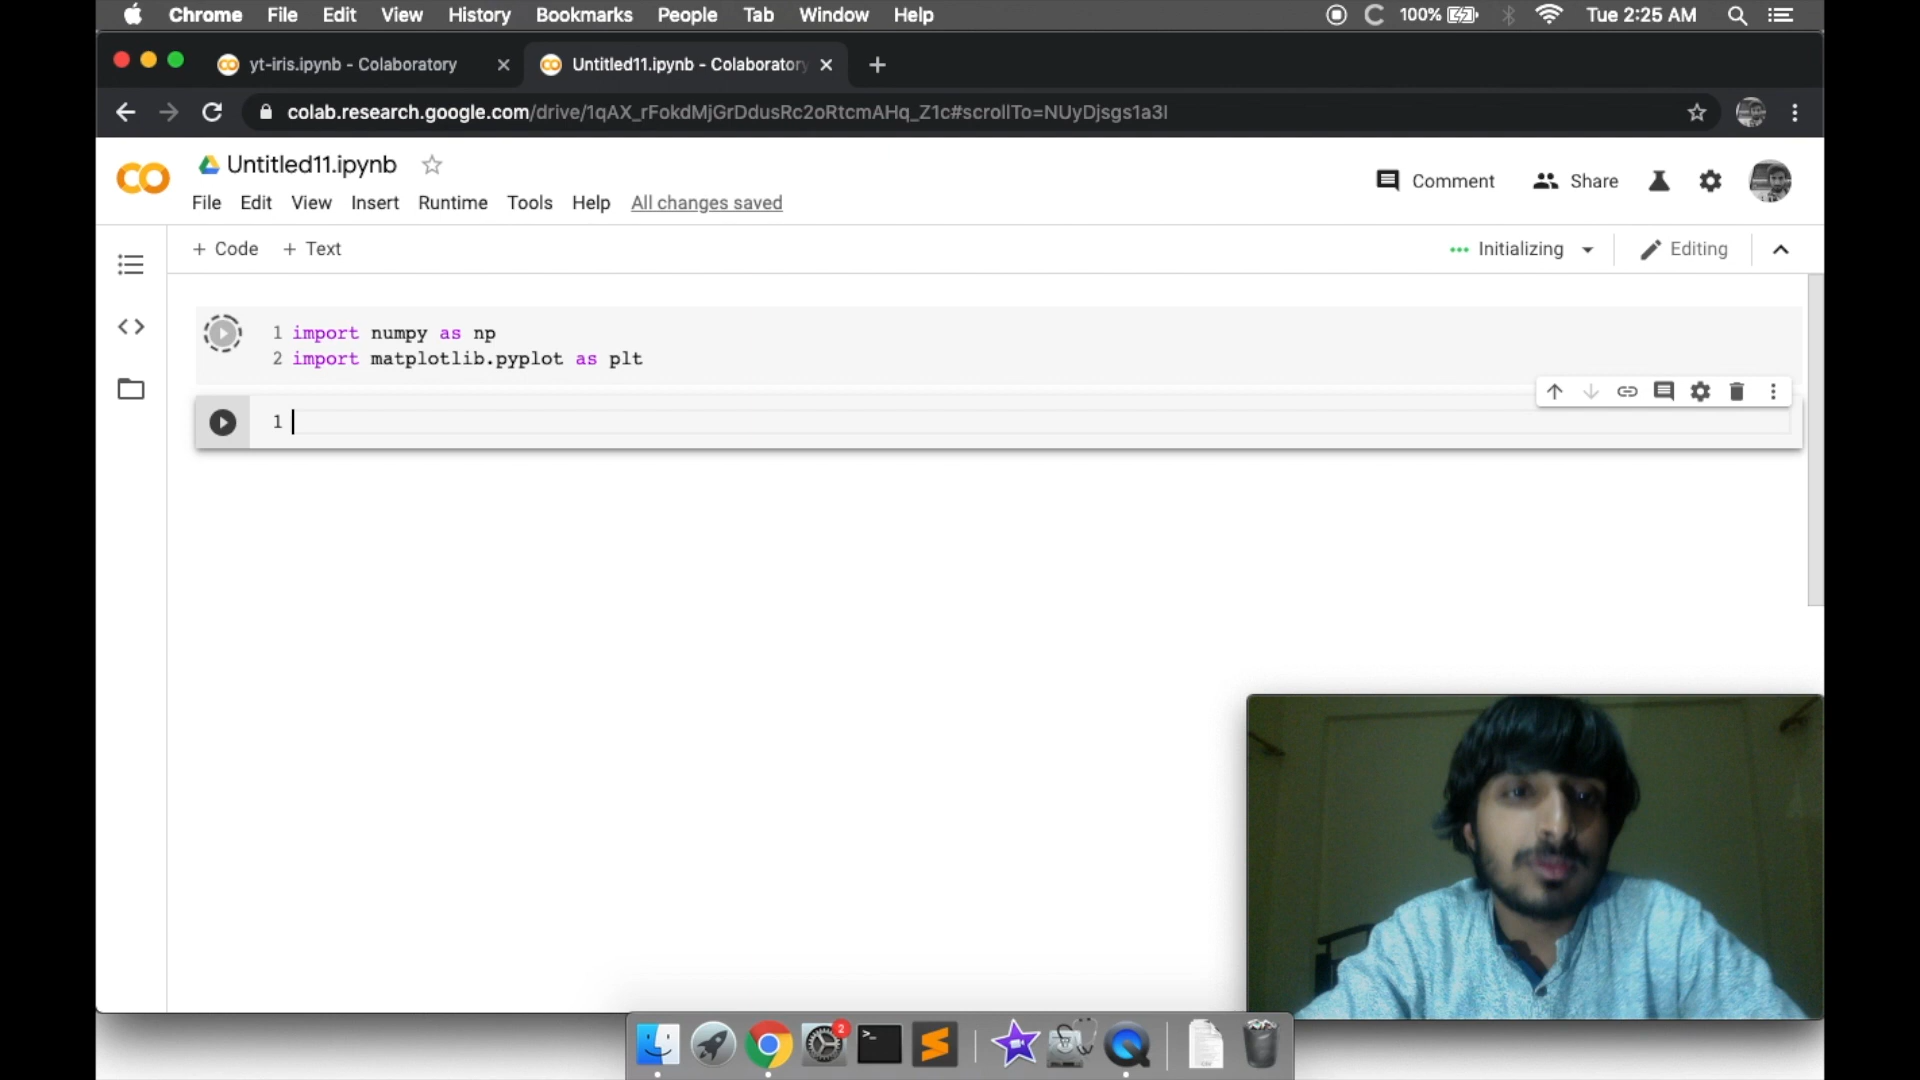 Chrome File Edit View History Bookmarks People Tab Window Help 100% Tue 2:25 AM
yt-iris.ipynb - Colaboratory Untitled11.ipynb - Colaboratory
colab.research.google.com/drive/1qAX_rFokdMjGrDdusRc2oRtcmAHq_Z1c#scrollTo=NUyDjsgs1a3l
CO Untitled11.ipynb
Comment Share
File Edit View Insert Runtime Tools Help All changes saved
+ Code + Text Initializing Editing
1 import numpy as np
2 import matplotlib.pyplot as plt
1
2